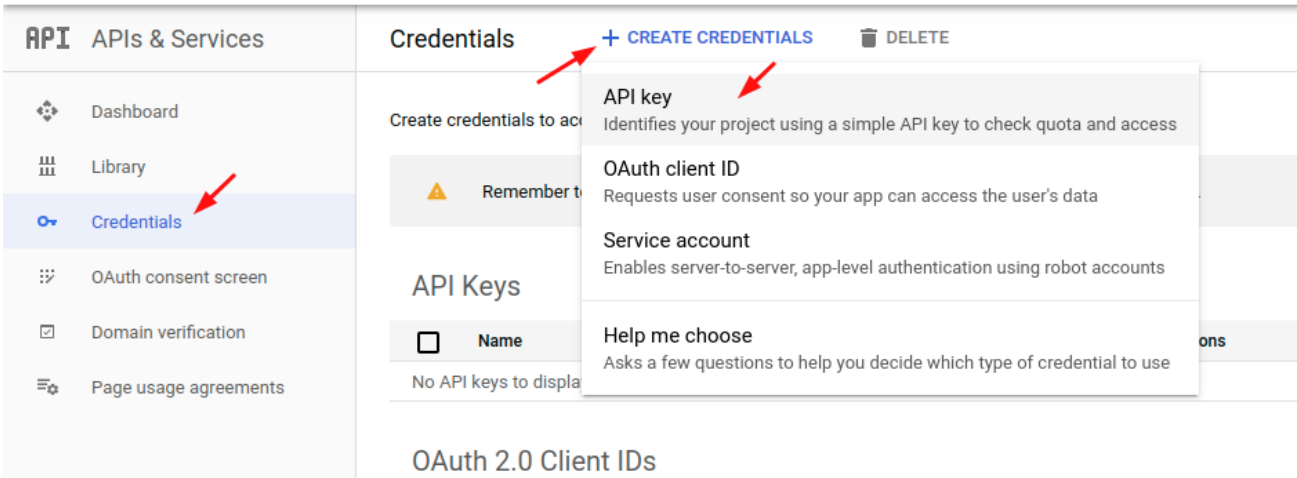 API APIs & Services
Credentials
+ CREATE CREDENTIALS
DELETE
Dashboard
Library
Credentials
OAuth consent screen
Domain verification
Page usage agreements
Create credentials to
Remember
API Keys
Name
No API keys to
OAuth 2.0 Client IDs
API key
Identifies your project using a simple API key to check quota and access
OAuth client ID
Requests user consent so your app can access the user's data
Service account
Enables server-to-server, app-level authentication using robot accounts
Help me choose
Asks a few questions to help you decide which type of credential to use